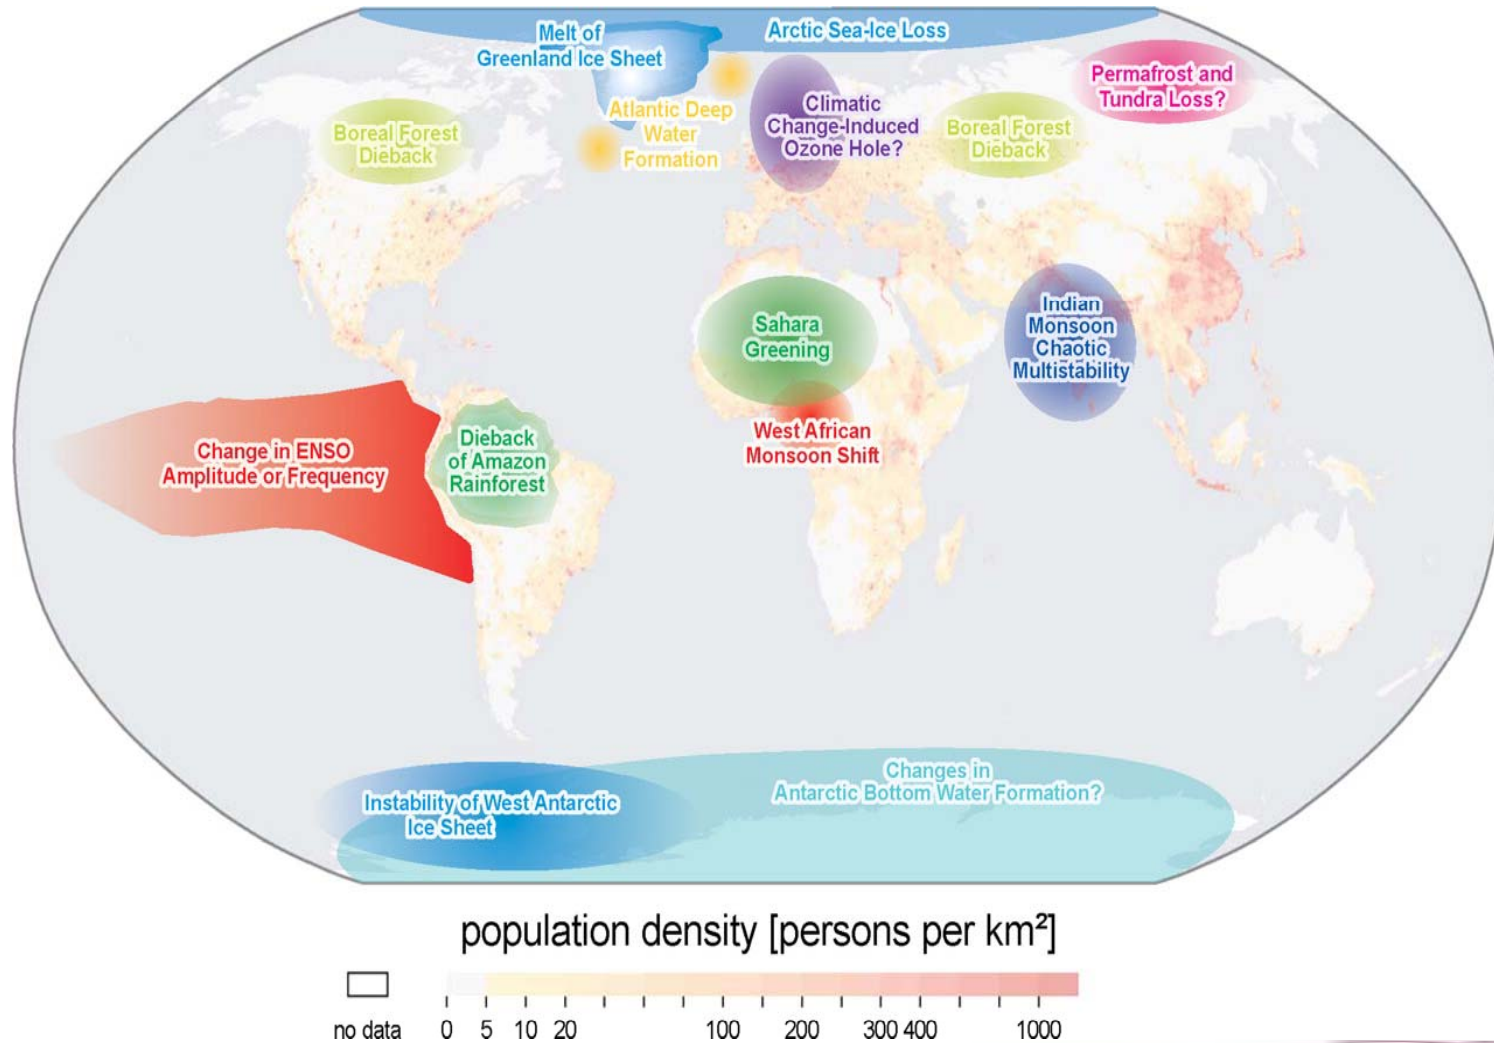 Melt of
Greenland Ice Sheet
Arctic Sea-Ice Loss
Permafrost and
Tundra Loss?
Atlantic Deep
Water
Formation
Climatic
Change-Induced
Ozone Hole?
Boreal Forest
Dieback
Boreal Forest
Dieback
Sahara
Greening
Indian
Monsoon
Chaotic
Multistability
West African
Monsoon Shift
Change in ENSO
Amplitude or Frequency
Dieback
of Amazon
Rainforest
Instability of West Antarctic
Ice Sheet
Changes in
Antarctic Bottom Water Formation?
population density [persons per km²]
no data 0 5 10 20 100 200 300 400 1000